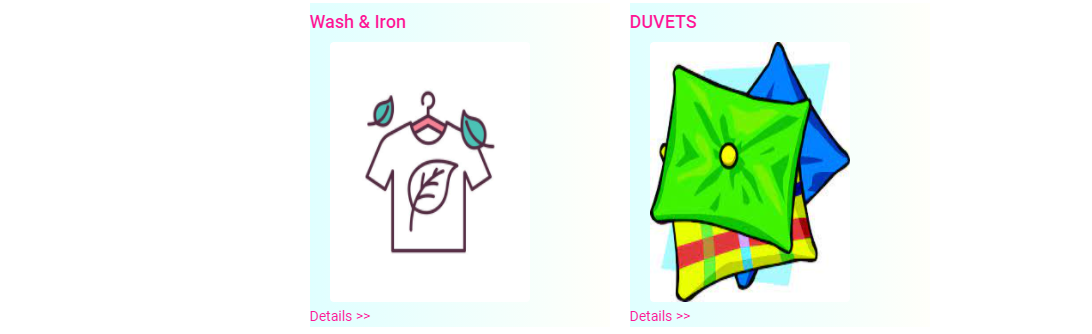 Wash & Iron
DUVETS
Details >>
Details >>